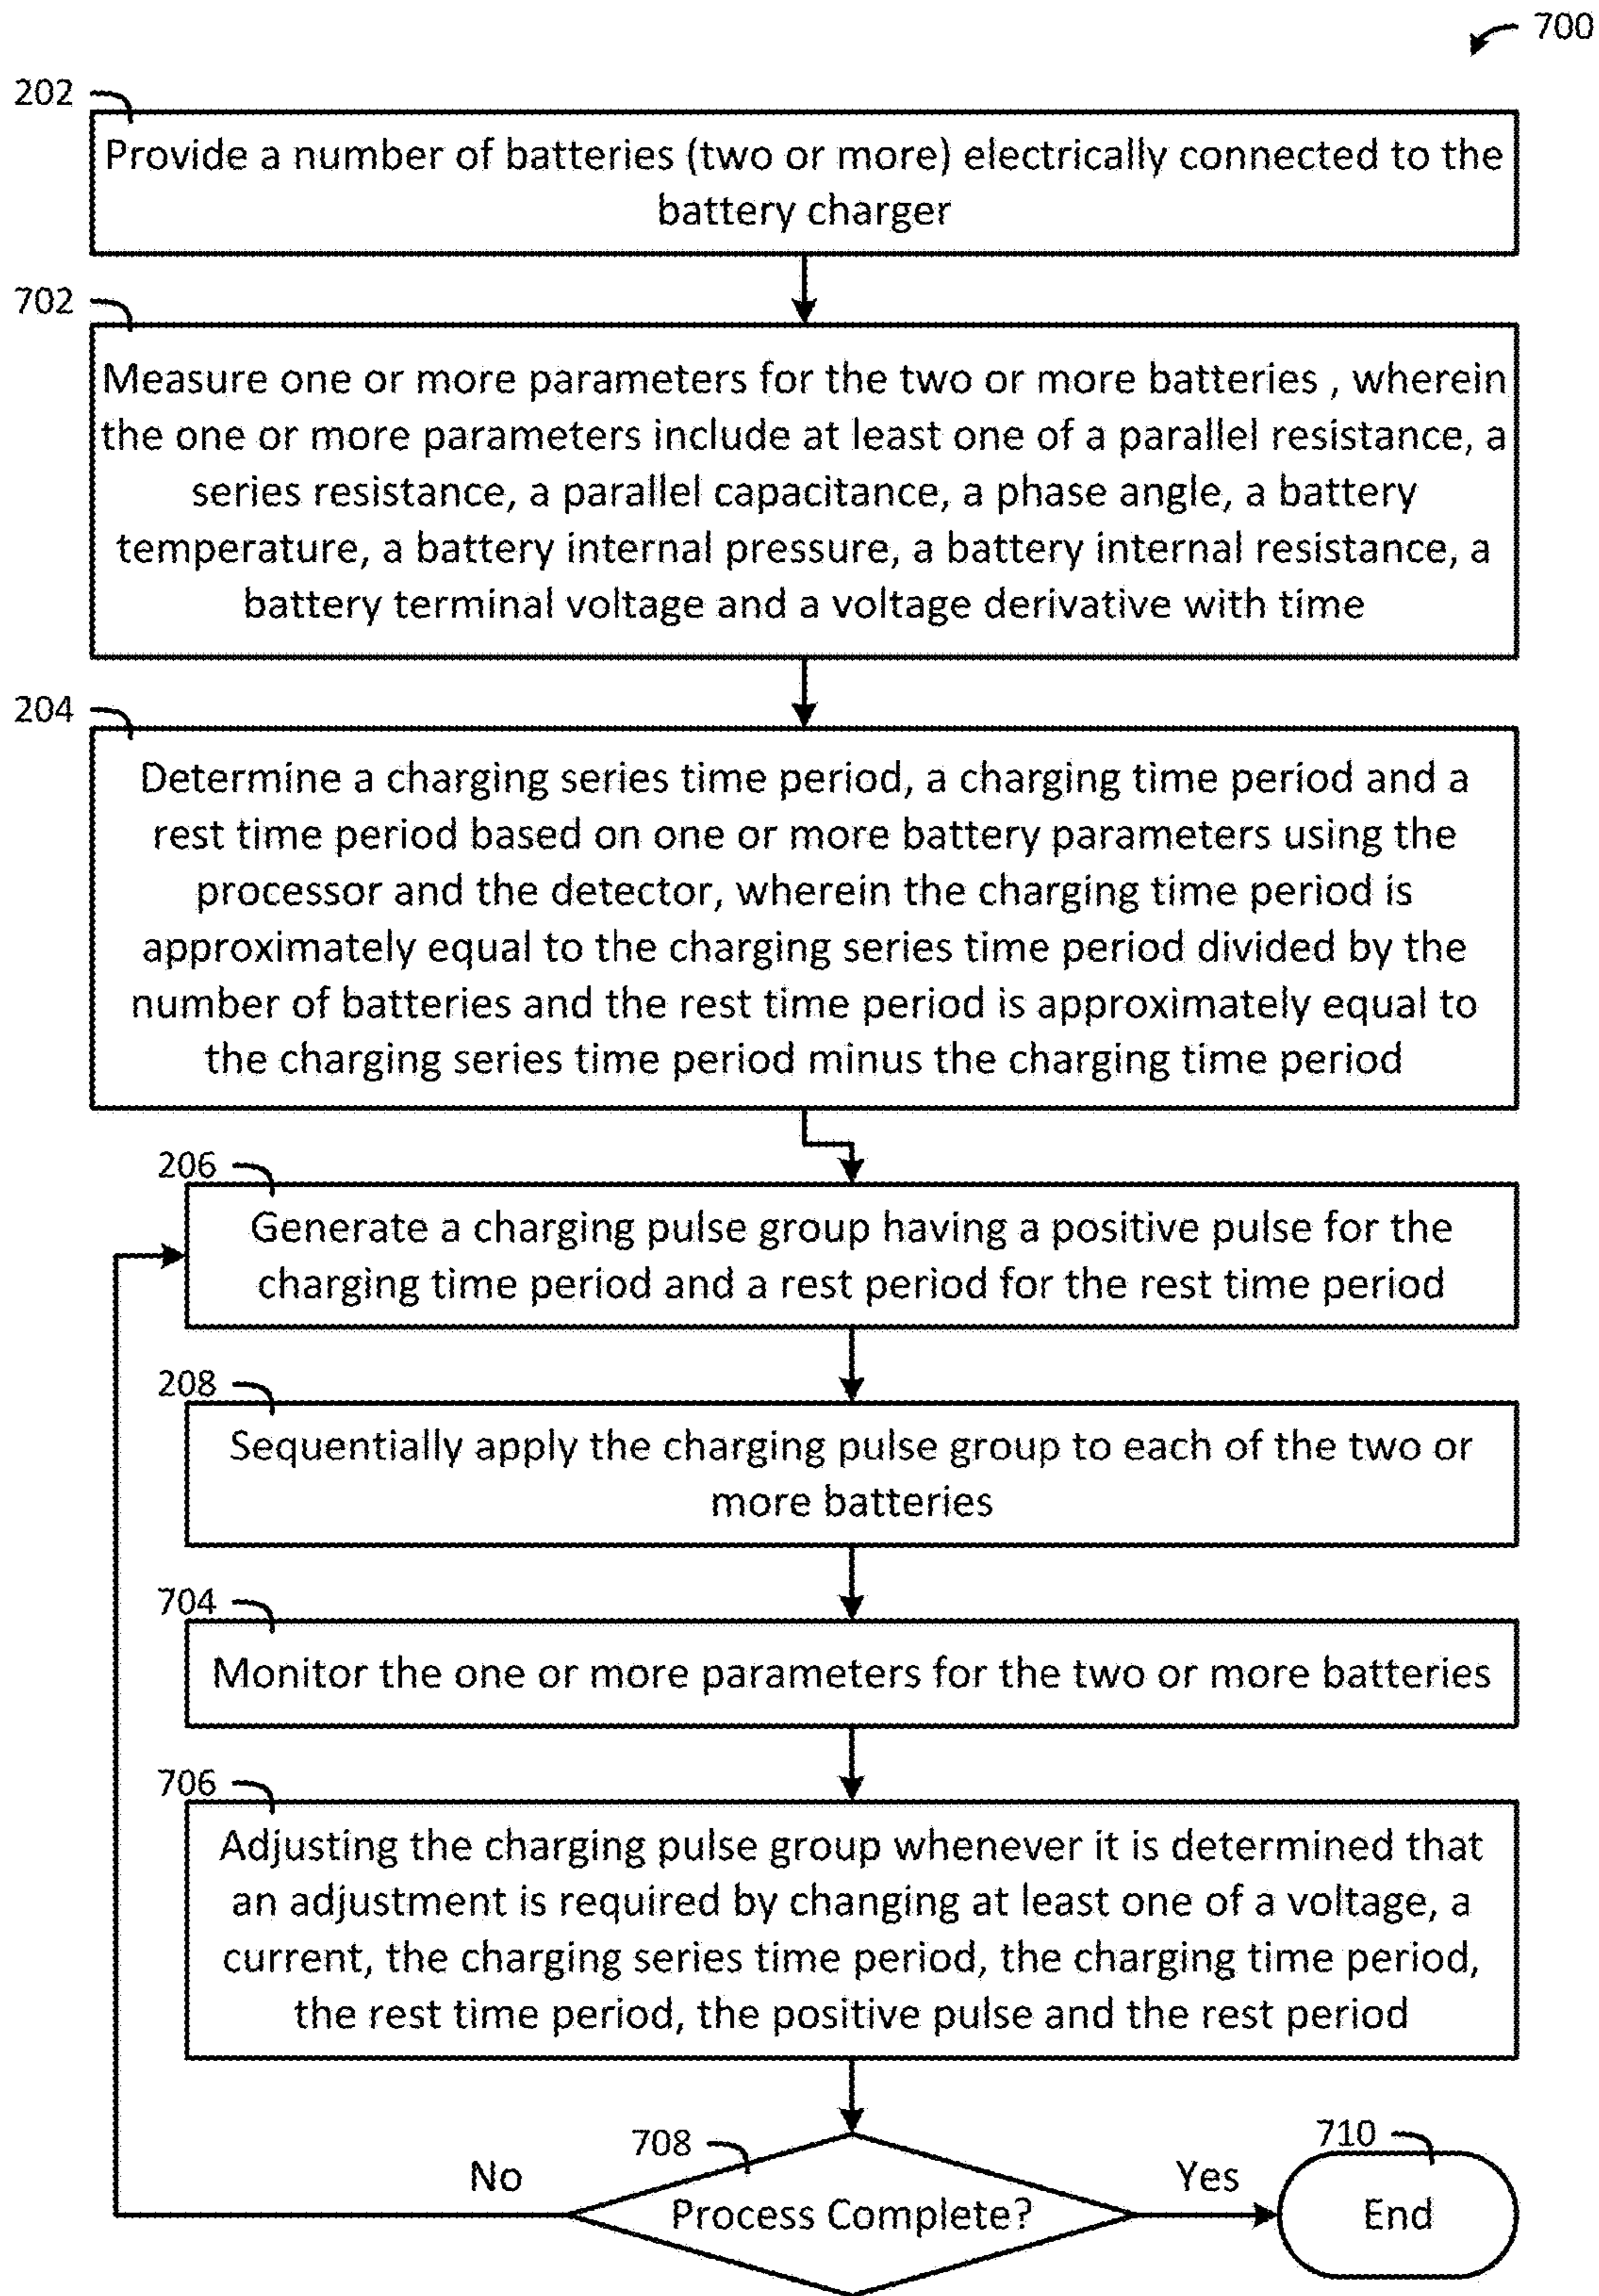 700
202
Provide a number of batteries (two or more) electrically connected to the
battery charger
702
Measure one or more parameters for the two or more batteries , wherein
the one or more parameters include at least one of a parallel resistance, a
series resistance, a parallel capacitance, a phase angle, a battery
temperature, a battery internal pressure, a battery internal resistance, a
battery terminal voltage and a voltage derivative with time
204
Determine a charging series time period, a charging time period and a
rest time period based on one or more battery parameters using the
processor and the detector, wherein the charging time period is
approximately equal to the charging series time period divided by the
number of batteries and the rest time period is approximately equal to
the charging series time period minus the charging time period
206
Generate a charging pulse group having a positive pulse for the
charging time period and a rest period for the rest time period
208
Sequentially apply the charging pulse group to each of the two or
more batteries
704
Monitor the one or more parameters for the two or more batteries
706
Adjusting the charging pulse group whenever it is determined that
an adjustment is required by changing at least one of a voltage, a
current, the charging series time period, the charging time period,
the rest time period, the positive pulse and the rest period
708
710
No
Yes
Process Complete?
End